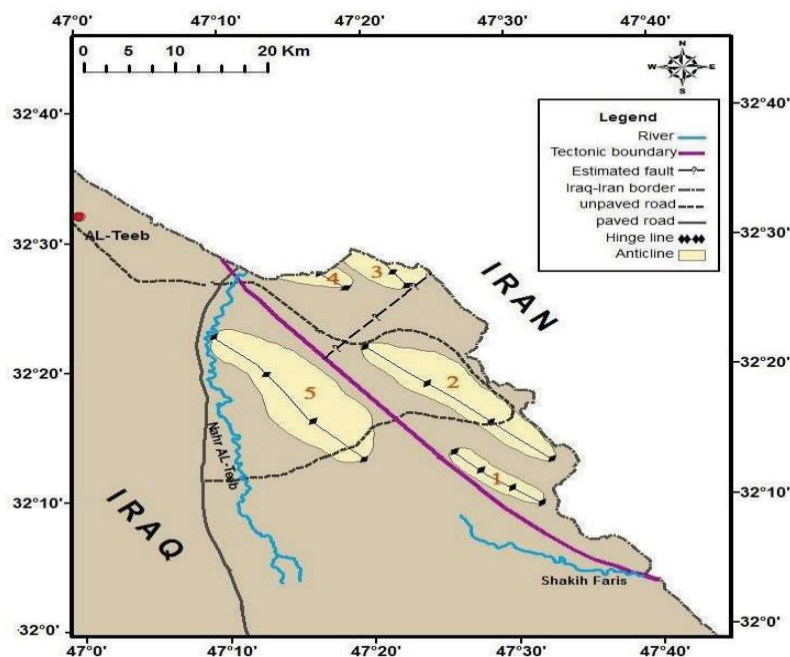 47°0' 47°10' 47°20' 47°30' 47°40'
0 5 10 20 Km
N
W E
S
32°40' 32°40'
Legend
River
Tectonic boundary
Estimated fault
Iraq-Iran border
unpaved road
paved road
Hinge line
Anticline
AL-Teeb
32°30' 32°30'
IRAN
4 3
?
?
32°20' 32°20'
2
5
Nahr AL-Teeb
1
32°10' 32°10'
IRAQ
Shakih Faris
32°0' 32°0'
47°0' 47°10' 47°20' 47°30' 47°40'